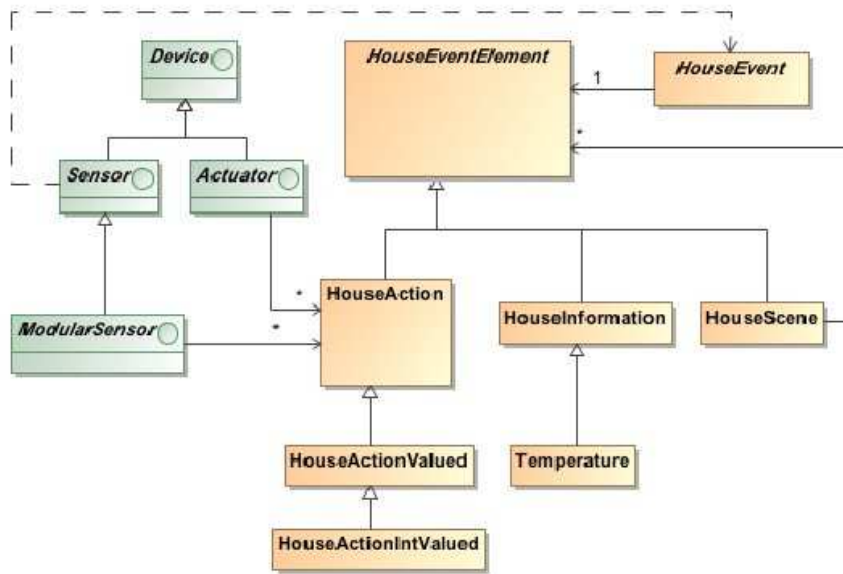 Device
HouseEventElement
HouseEvent
1
*
Sensor
Actuator
*
HouseAction
HouseInformation
HouseScene
ModularSensor
*
HouseActionValued
Temperature
HouseActionIntValued